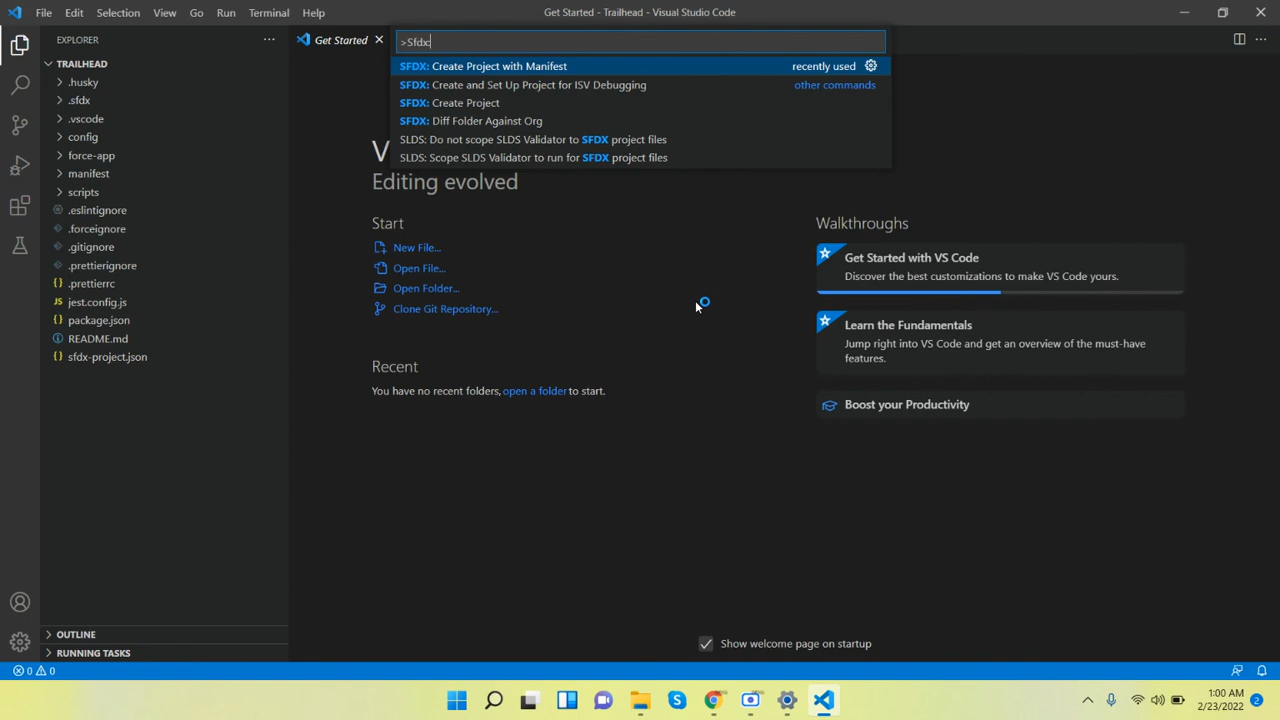 File Edit Selection View Go Run Terminal Help
Get Started - Trailhead - Visual Studio Code
EXPLORER
Get Started
>Sfdx
TRAILHEAD
.husky
.sfdx
.vscode
config
force-app
manifest
scripts
.eslintignore
.forceignore
.gitignore
.prettierignore
.prettierrc
jest.config.js
package.json
README.md
sfdx-project.json
OUTLINE
RUNNING TASKS
SFDX: Create Project with Manifest recently used
SFDX: Create and Set Up Project for ISV Debugging other commands
SFDX: Create Project
SFDX: Diff Folder Against Org
SLDS: Do not scope SLDS Validator to SFDX project files
SLDS: Scope SLDS Validator to run for SFDX project files
V
Editing evolved
Start
New File...
Open File...
Open Folder...
Clone Git Repository...
Recent
You have no recent folders, open a folder to start.
Walkthroughs
Get Started with VS Code
Discover the best customizations to make VS Code yours.
Learn the Fundamentals
Jump right into VS Code and get an overview of the must-have
features.
Boost your Productivity
Show welcome page on startup
0 0
1:00 AM
2/23/2022
2